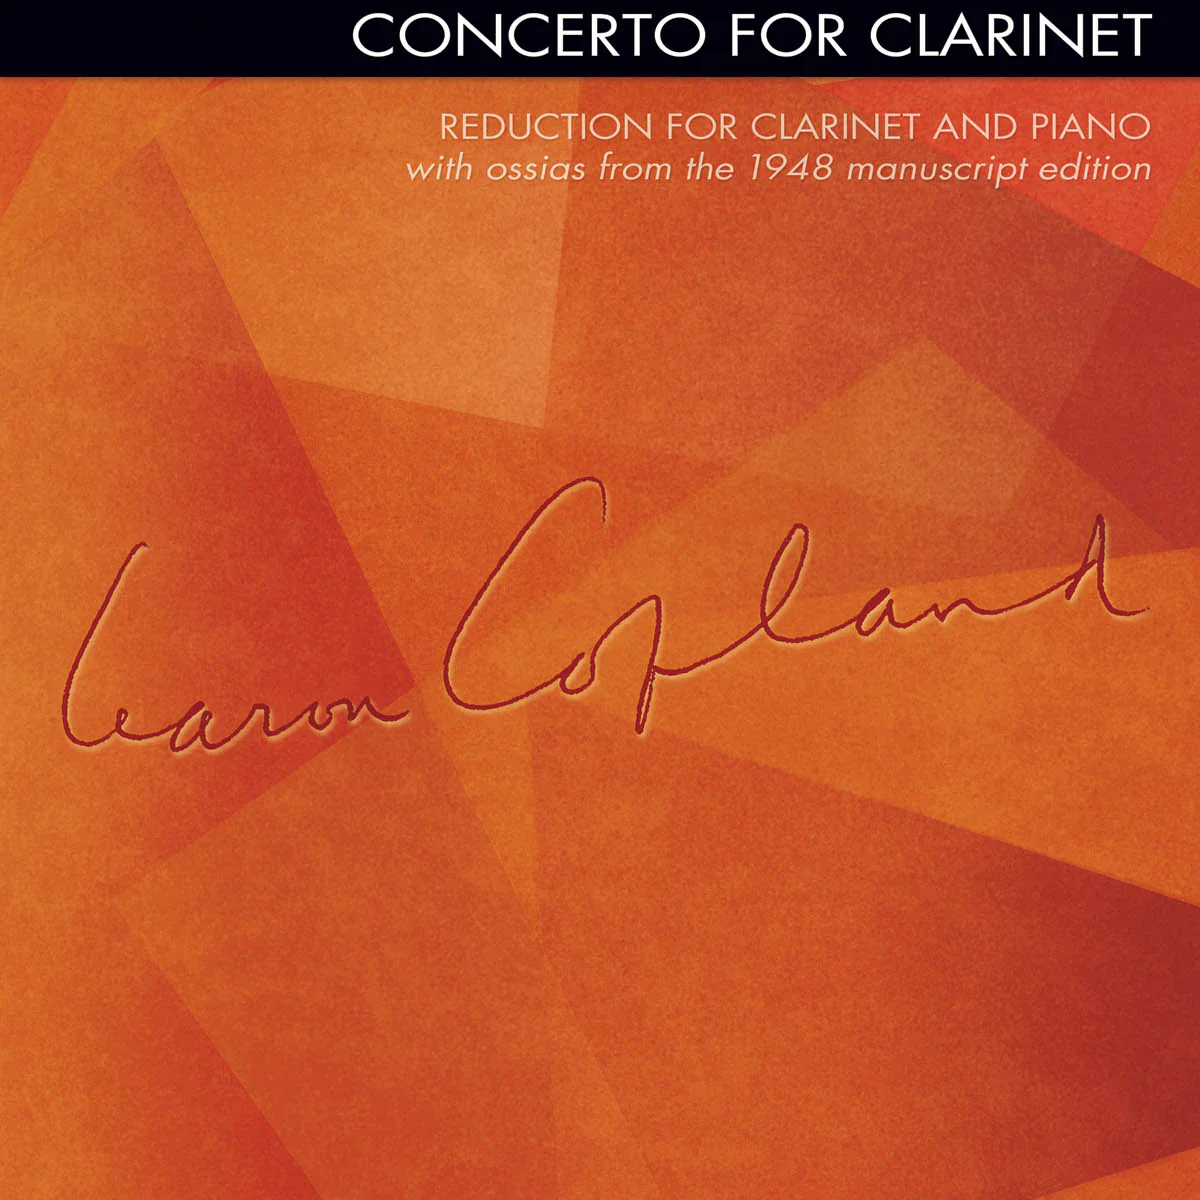 CONCERTO FOR CLARINET
REDUCTION FOR CLARINET AND PIANO
with ossias from the 1948 manuscript edition
Aaron Copland